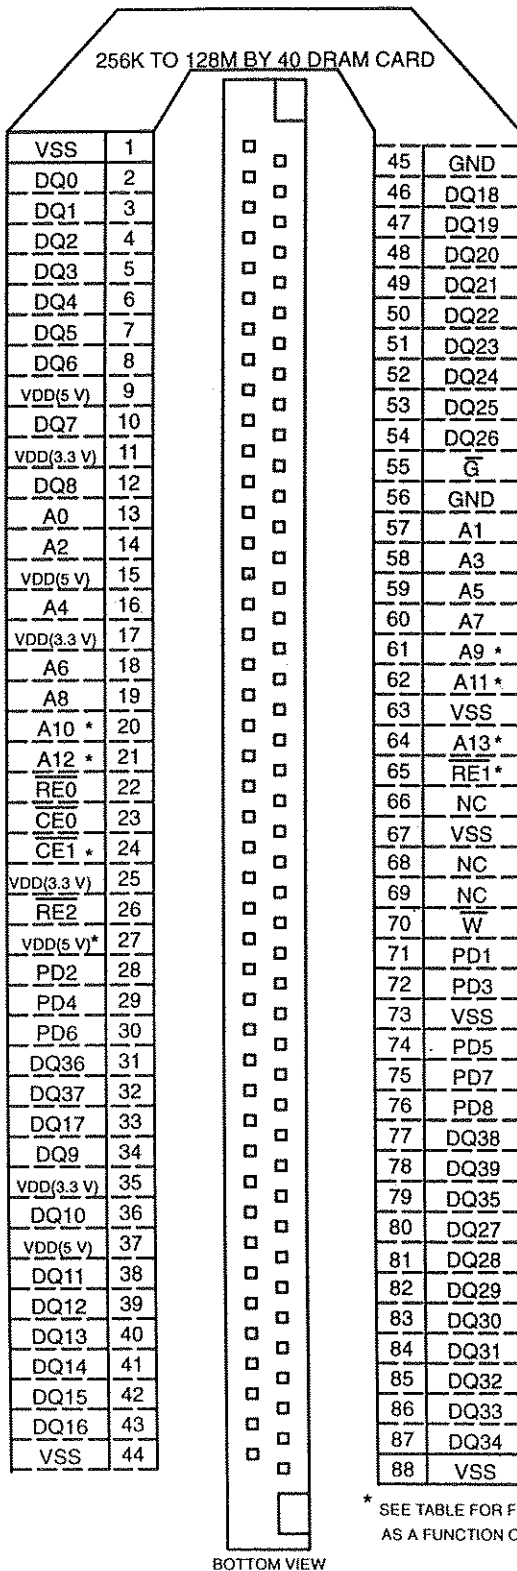 256K TO 128M BY 40 DRAM CARD
VSS 1
DQ0 2
DQ1 3
DQ2 4
DQ3 5
DQ4 6
DQ5 7
DQ6 8
VDD(5 V) 9
DQ7 10
VDD(3.3 V) 11
DQ8 12
A0 13
A2 14
VDD(5 V) 15
A4 16
VDD(3.3 V) 17
A6 18
A8 19
A10 * 20
A12 * 21
R̅E̅0̅ 22
C̅E̅0̅ 23
C̅E̅1̅ * 24
VDD(3.3 V) 25
R̅E̅2̅ 26
VDD(5 V)* 27
PD2 28
PD4 29
PD6 30
DQ36 31
DQ37 32
DQ17 33
DQ9 34
VDD(3.3 V) 35
DQ10 36
VDD(5 V) 37
DQ11 38
DQ12 39
DQ13 40
DQ14 41
DQ15 42
DQ16 43
VSS 44
45 GND
46 DQ18
47 DQ19
48 DQ20
49 DQ21
50 DQ22
51 DQ23
52 DQ24
53 DQ25
54 DQ26
55 G̅
56 GND
57 A1
58 A3
59 A5
60 A7
61 A9 *
62 A11 *
63 VSS
64 A13 *
65 R̅E̅1̅ *
66 NC
67 VSS
68 NC
69 NC
70 W̅
71 PD1
72 PD3
73 VSS
74 PD5
75 PD7
76 PD8
77 DQ38
78 DQ39
79 DQ35
80 DQ27
81 DQ28
82 DQ29
83 DQ30
84 DQ31
85 DQ32
86 DQ33
87 DQ34
88 VSS
* SEE TABLE FOR F
AS A FUNCTION O
BOTTOM VIEW